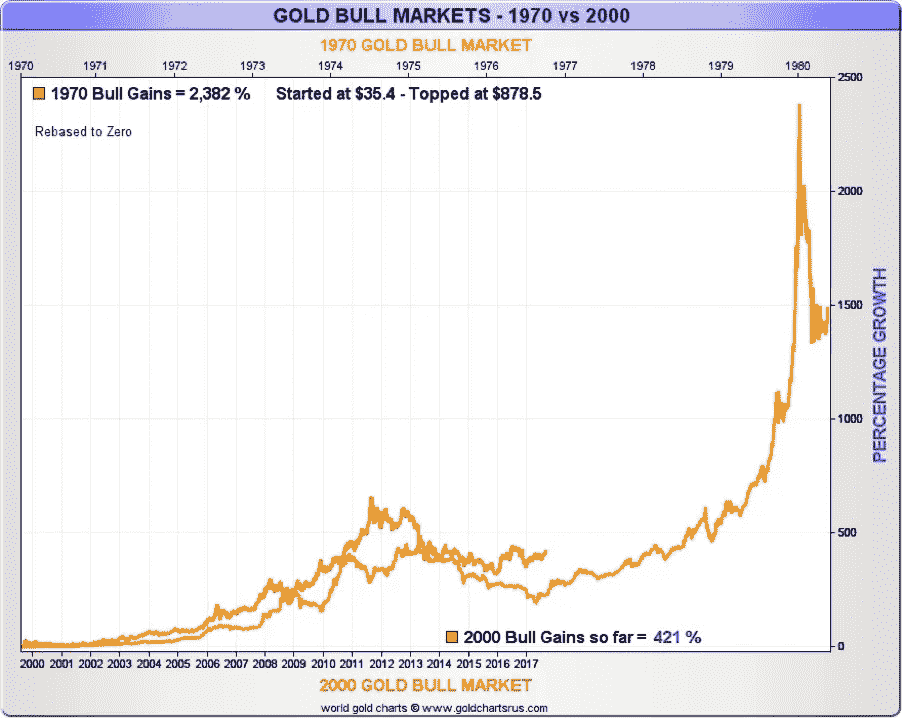 GOLD BULL MARKETS - 1970 vs 2000
1970 GOLD BULL MARKET
1970 1971 1972 1973 1974 1975 1976 1977 1978 1979 1980
1970 Bull Gains = 2,382 % Started at $35.4 - Topped at $878.5
Rebased to Zero
2500
2000
1500
1000
500
0
PERCENTAGE GROWTH
2000 Bull Gains so far = 421 %
2000 2001 2002 2003 2004 2005 2006 2007 2008 2009 2010 2011 2012 2013 2014 2015 2016 2017
2000 GOLD BULL MARKET
world gold charts © www.goldchartsrus.com